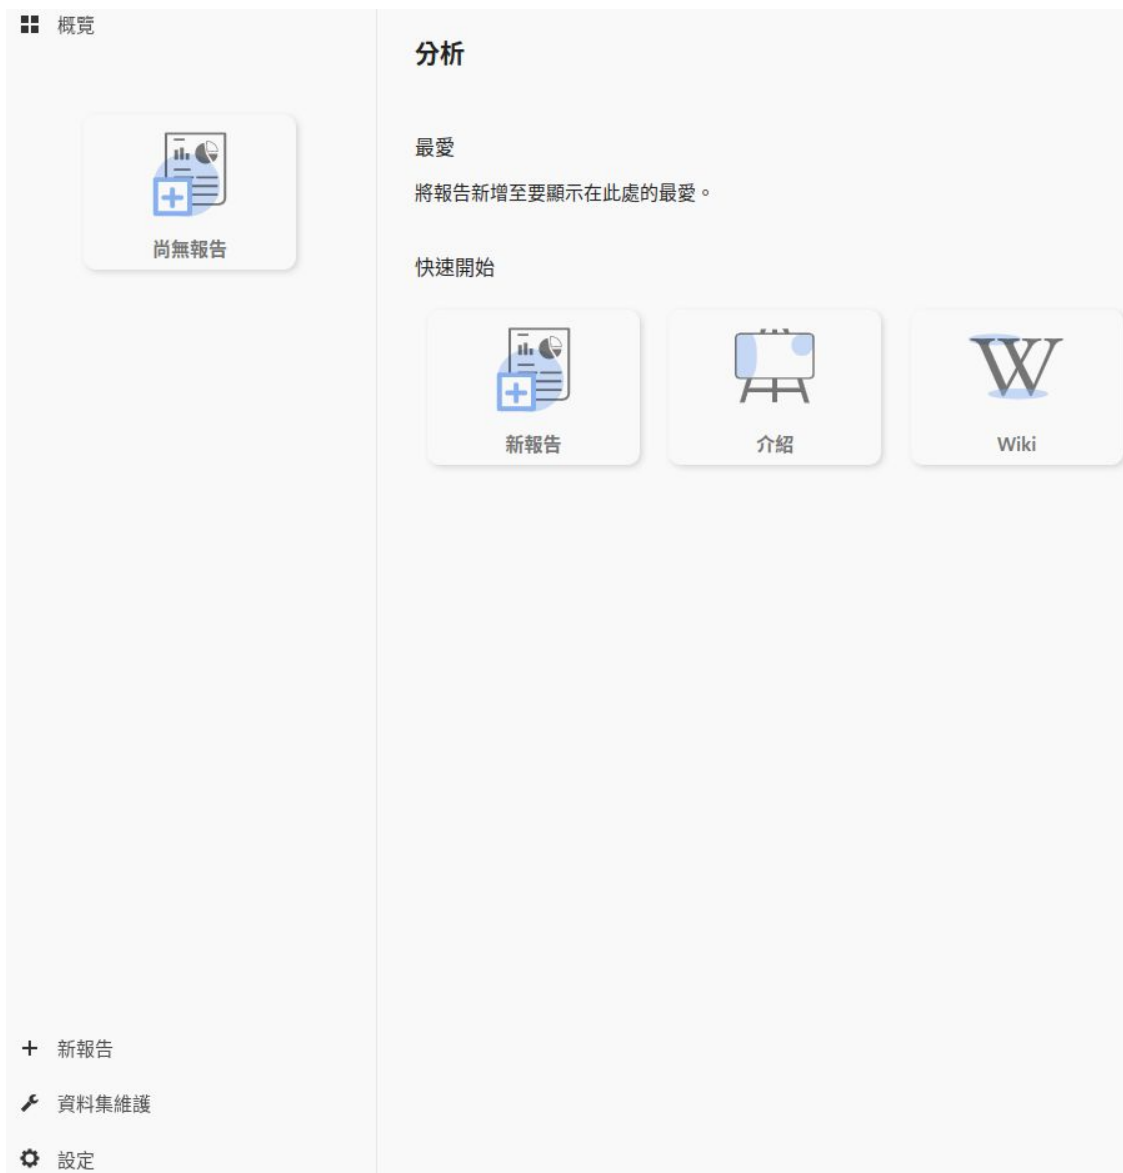 概覽
尚無報告
新報告
資料集維護
設定
分析
最愛
將報告新增至要顯示在此處的最愛。
快速開始
新報告
介紹
Wiki